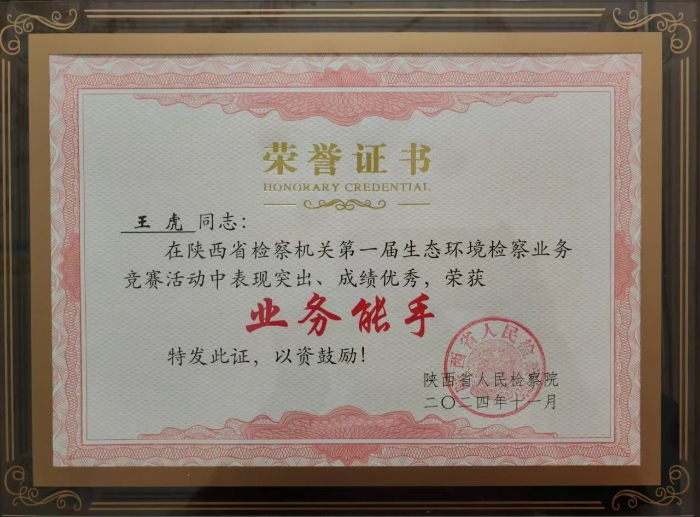 荣誉证书
HONORARY CREDENTIAL
王 虎 同志：
在陕西省检察机关第一届生态环境检察业务
竞赛活动中表现突出、成绩优秀，荣获
业务能手
特发此证，以资鼓励！
陕西省人民检察院
二〇二四年十一月